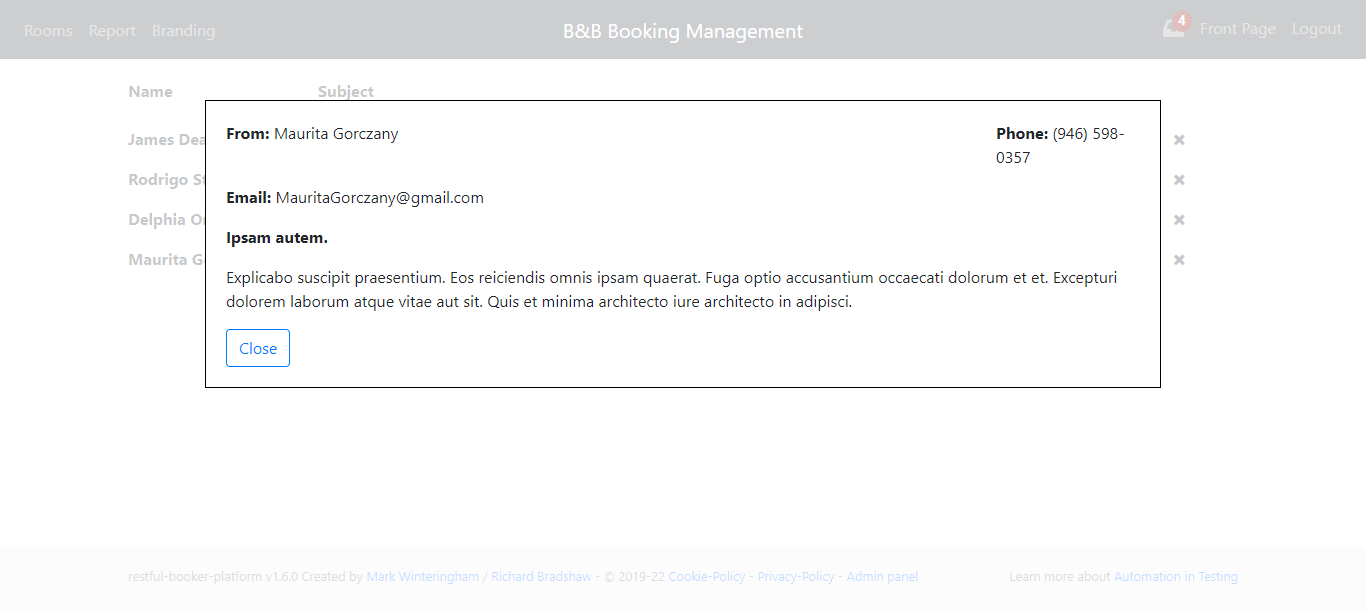 Rooms Report Branding B&B Booking Management 4 Front Page Logout
Name Subject
From: Maurita Gorczany Phone: (946) 598-
0357
James Dea
Rodrigo St
Email: MauritaGorczany@gmail.com
Delphia Or
Ipsam autem.
Maurita G
Explicabo suscipit praesentium. Eos reiciendis omnis ipsam quaerat. Fuga optio accusantium occaecati dolorum et et. Excepturi
dolorem laborum atque vitae aut sit. Quis et minima architecto iure architecto in adipisci.
Close
restful-booker-platform v1.6.0 Created by Mark Winteringham / Richard Bradshaw - © 2019-22 Cookie-Policy - Privacy-Policy - Admin panel Learn more about Automation in Testing